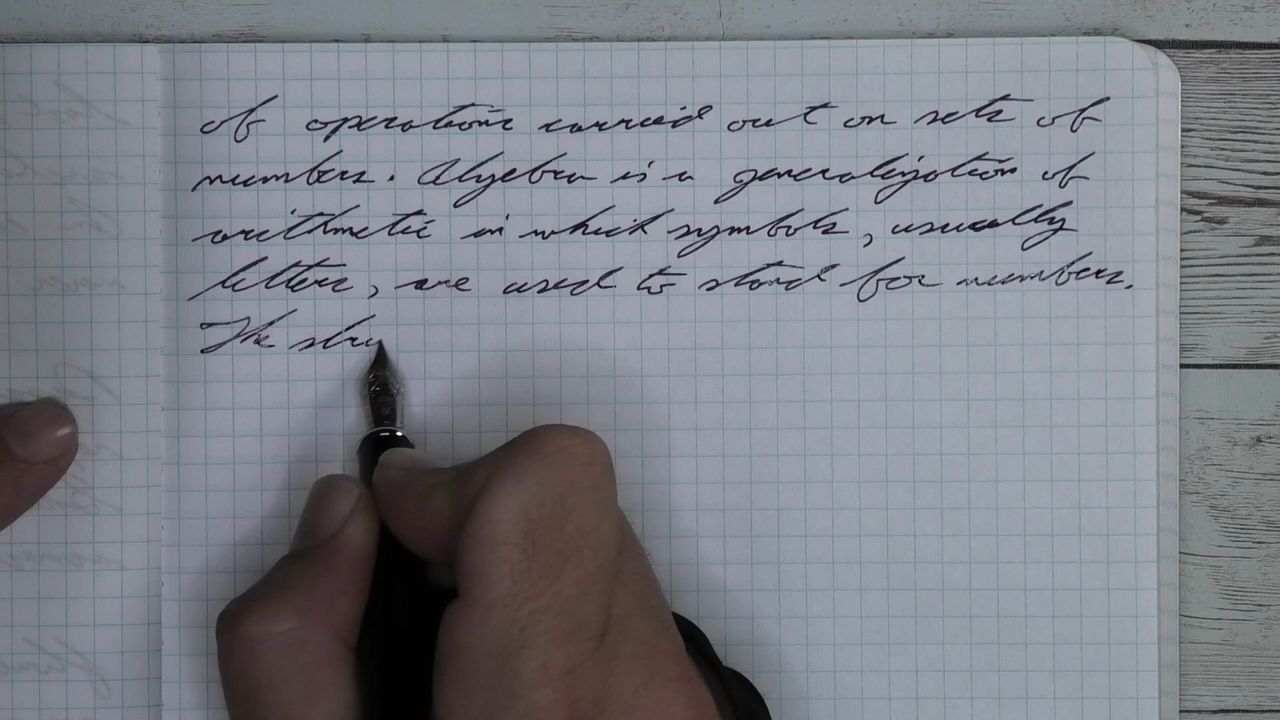 of operations carried out on sets of
numbers. Algebra is a generalization of
arithmetic in which symbols, usually
letters, are used to stand for numbers.
The stru